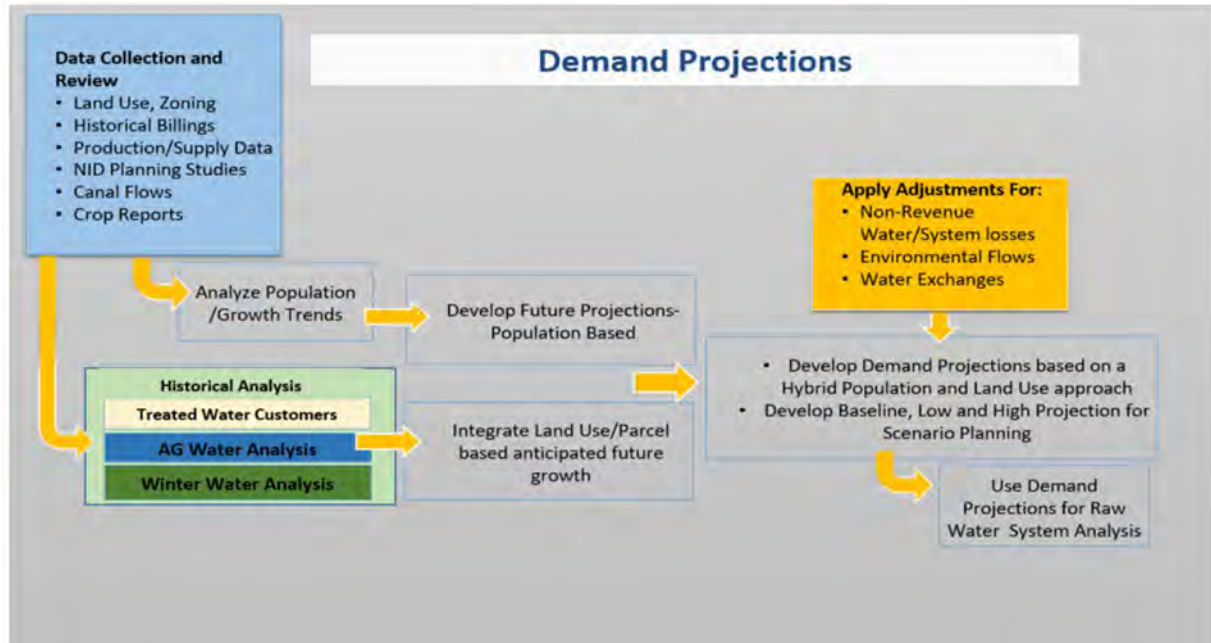 Demand Projections
Data Collection and
Review
• Land Use, Zoning
• Historical Billings
• Production/Supply Data
• NID Planning Studies
• Canal Flows
• Crop Reports
Apply Adjustments For:
• Non-Revenue
Water/System losses
• Environmental Flows
• Water Exchanges
Analyze Population
/Growth Trends
Develop Future Projections-
Population Based
Historical Analysis
Treated Water Customers
AG Water Analysis
Winter Water Analysis
Integrate Land Use/Parcel
based anticipated future
growth
• Develop Demand Projections based on a
Hybrid Population and Land Use approach
• Develop Baseline, Low and High Projection for
Scenario Planning
Use Demand
Projections for Raw
Water System Analysis